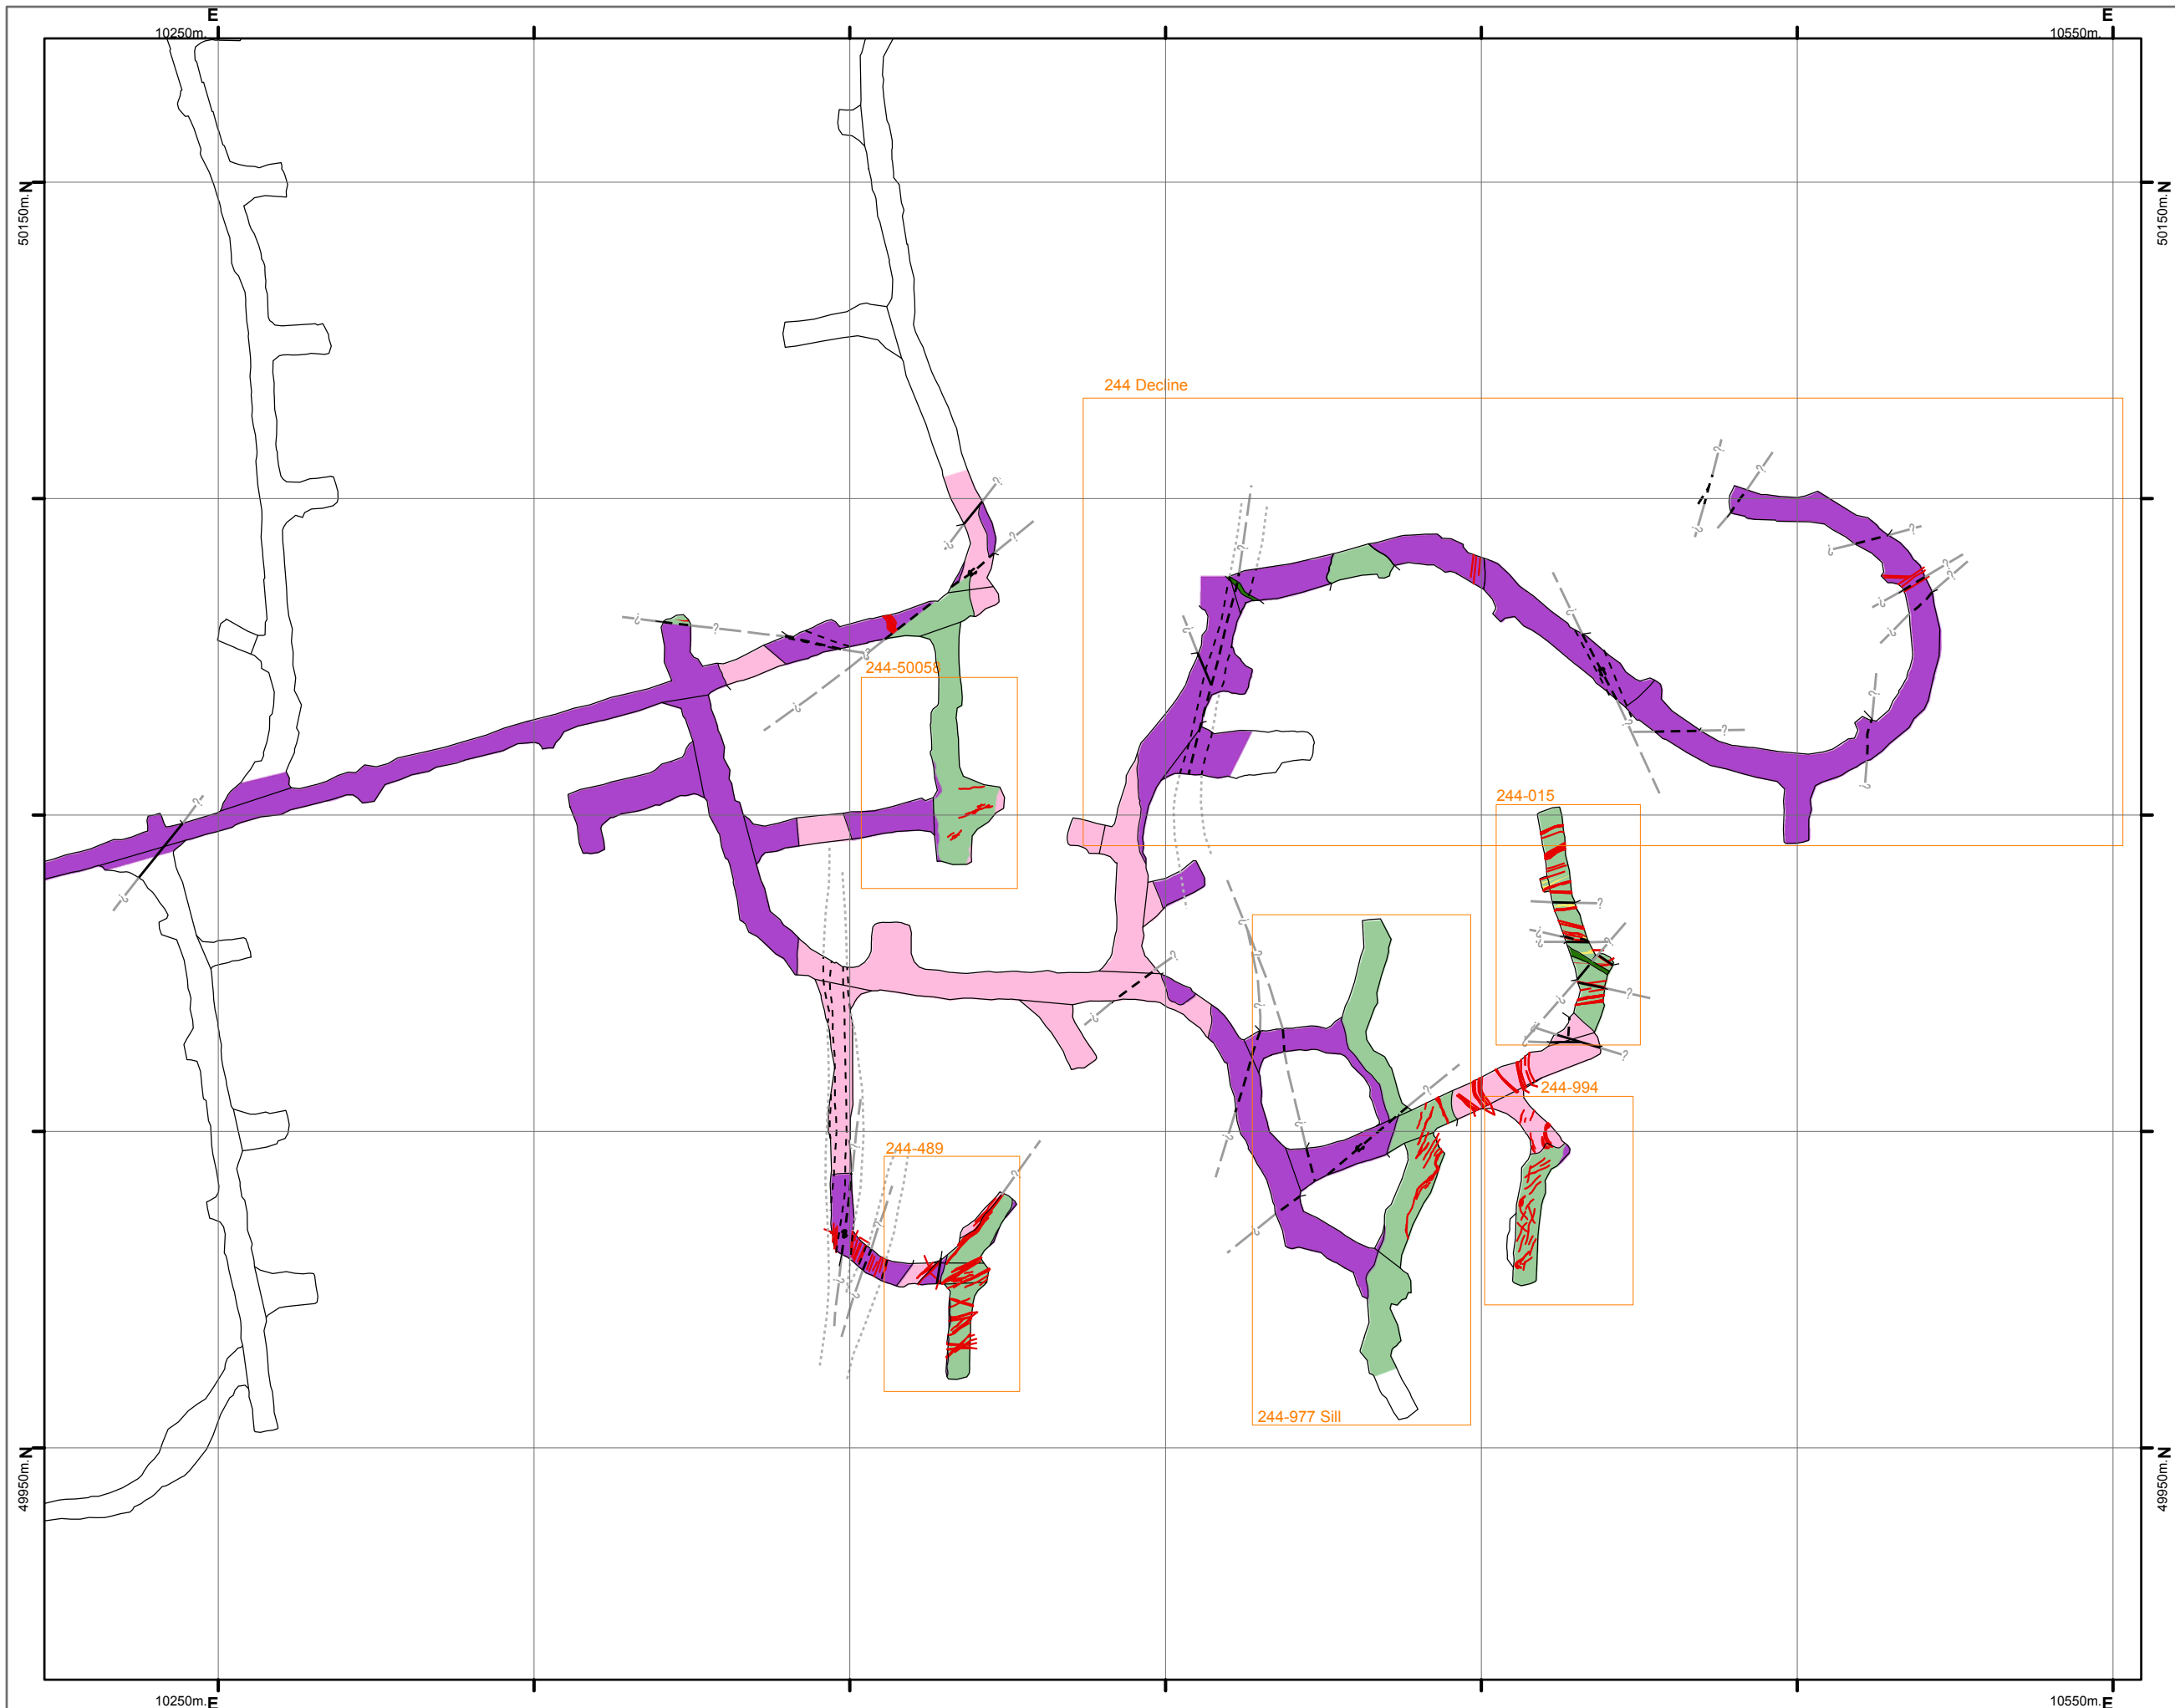 E E
10250m. 10550m.
N N
50150m. 50150m.
244 Decline
244-50058
244-015
244-994
244-489
244-977 Sill
N N
49950m. 49950m.
10250m. E 10550m. E